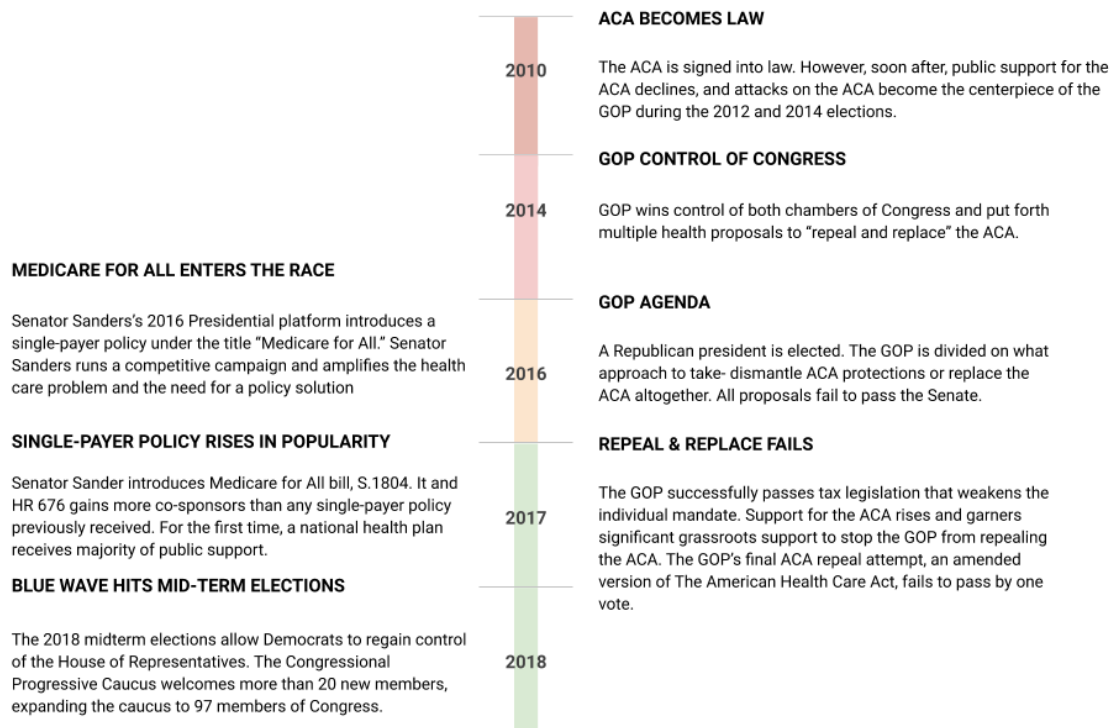 ACA BECOMES LAW
2010
The ACA is signed into law. However, soon after, public support for the
ACA declines, and attacks on the ACA become the centerpiece of the
GOP during the 2012 and 2014 elections.
GOP CONTROL OF CONGRESS
2014
GOP wins control of both chambers of Congress and put forth
multiple health proposals to “repeal and replace” the ACA.
MEDICARE FOR ALL ENTERS THE RACE
Senator Sanders’s 2016 Presidential platform introduces a
single-payer policy under the title “Medicare for All.” Senator
Sanders runs a competitive campaign and amplifies the health
care problem and the need for a policy solution
2016
GOP AGENDA
A Republican president is elected. The GOP is divided on what
approach to take- dismantle ACA protections or replace the
ACA altogether. All proposals fail to pass the Senate.
SINGLE-PAYER POLICY RISES IN POPULARITY
Senator Sander introduces Medicare for All bill, S.1804. It and
HR 676 gains more co-sponsors than any single-payer policy
previously received. For the first time, a national health plan
receives majority of public support.
2017
REPEAL & REPLACE FAILS
The GOP successfully passes tax legislation that weakens the
individual mandate. Support for the ACA rises and garners
significant grassroots support to stop the GOP from repealing
the ACA. The GOP’s final ACA repeal attempt, an amended
version of The American Health Care Act, fails to pass by one
vote.
BLUE WAVE HITS MID-TERM ELECTIONS
The 2018 midterm elections allow Democrats to regain control
of the House of Representatives. The Congressional
Progressive Caucus welcomes more than 20 new members,
expanding the caucus to 97 members of Congress.
2018